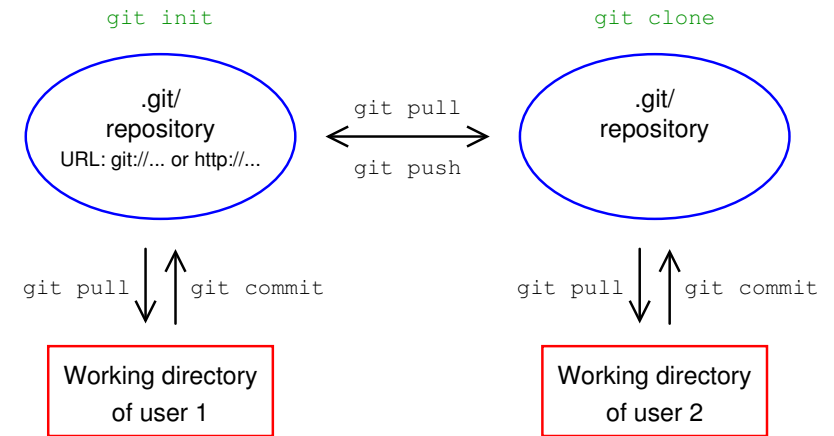 git init
git clone
.git/
repository
URL: git://... or http://...
git pull
git push
.git/
repository
git pull
git commit
git pull
git commit
Working directory
of user 1
Working directory
of user 2